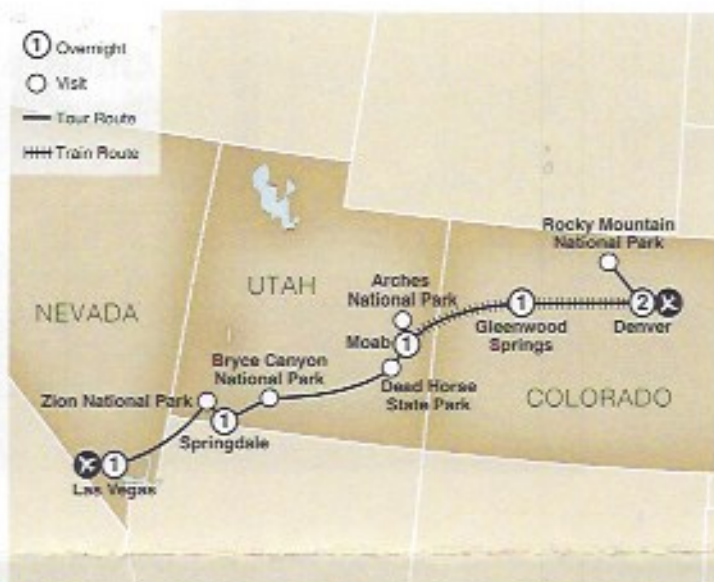 1 Overnight
Visit
Tour Route
Train Route
Rocky Mountain
National Park
UTAH
Arches
National Park
NEVADA
1
2
Gleenwood
Springs
Denver
Moab
1
Bryce Canyon
National Park
Dead Horse
State Park
COLORADO
Zion National Park
1
Springdale
1
Las Vegas